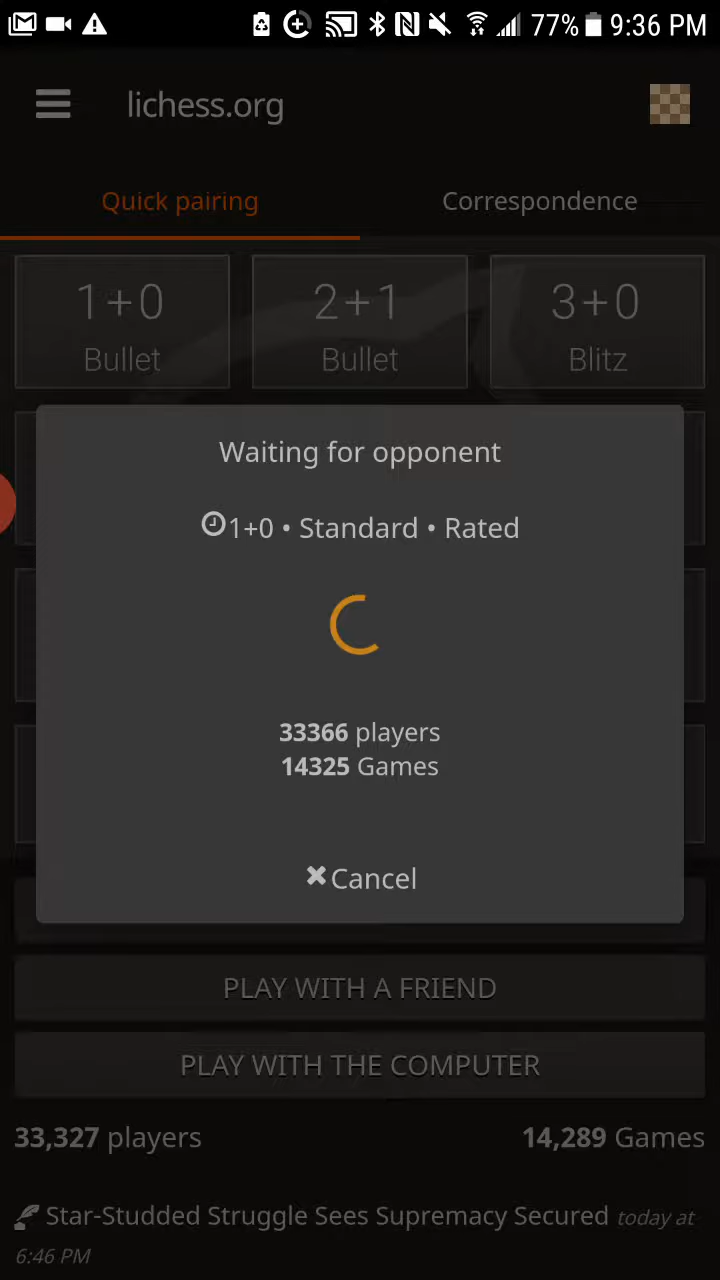 77% 9:36 PM
lichess.org
Quick pairing Correspondence
1+0 2+1 3+0
Bullet Bullet Blitz
Waiting for opponent
1+0 • Standard • Rated
33366 players
14325 Games
Cancel
PLAY WITH A FRIEND
PLAY WITH THE COMPUTER
33,327 players 14,289 Games
Star-Studded Struggle Sees Supremacy Secured today at
6:46 PM